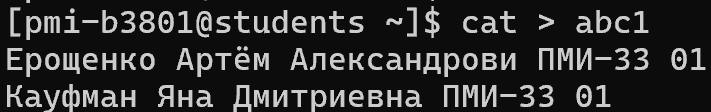 [pmi-b3801@students ~]$ cat > abc1
Ерощенко Артём Александрови ПМИ-33 01
Кауфман Яна Дмитриевна ПМИ-33 01